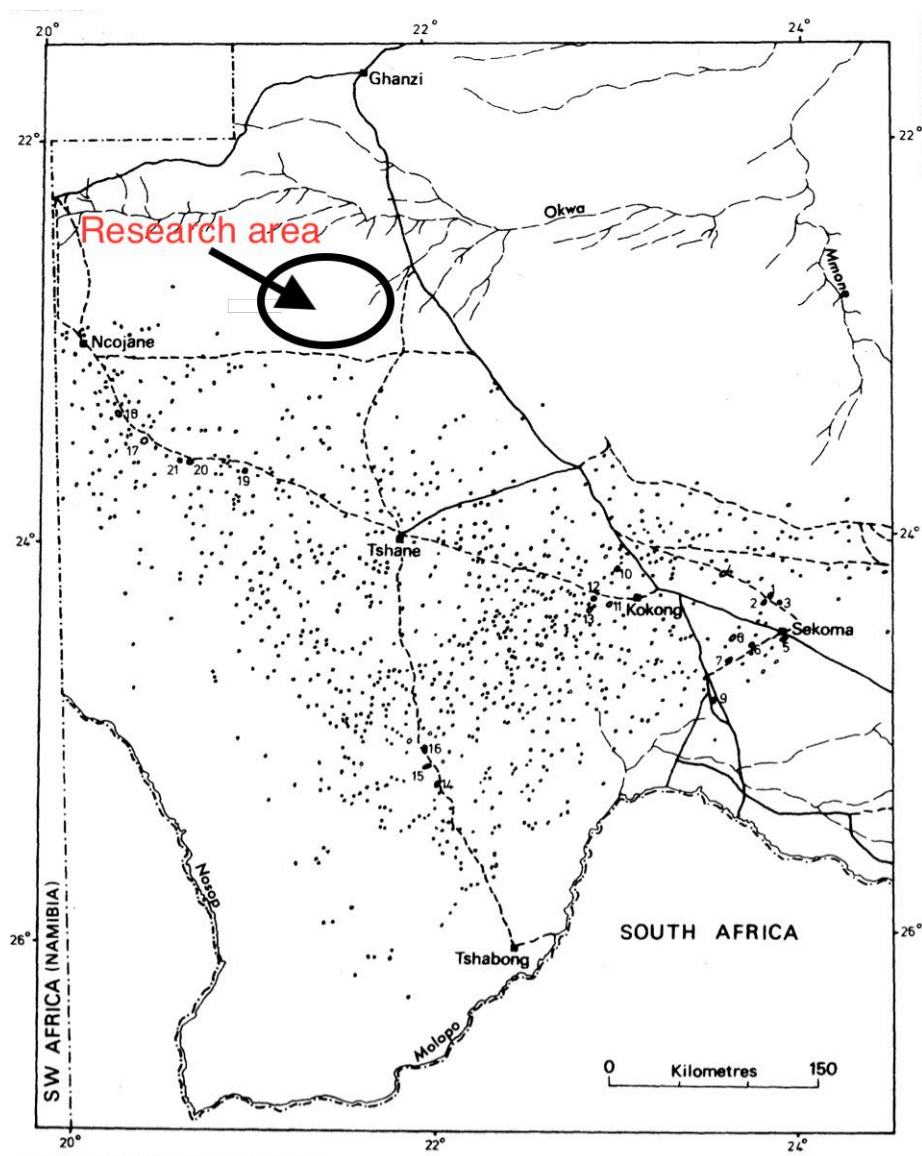 20°
22°
24°
Ghanzi
22°
22°
Okwa
Research area
Mmone
Ncojane
18
17
21
20
19
24°
24°
Tshane
4
10
1
12
2
3
11
Kokong
13
Sekoma
8
6
5
7
9
16
15
14
Nosop
26°
26°
SOUTH AFRICA
Tshabong
SW AFRICA (NAMIBIA)
Molopo
0 Kilometres 150
20°
22°
24°